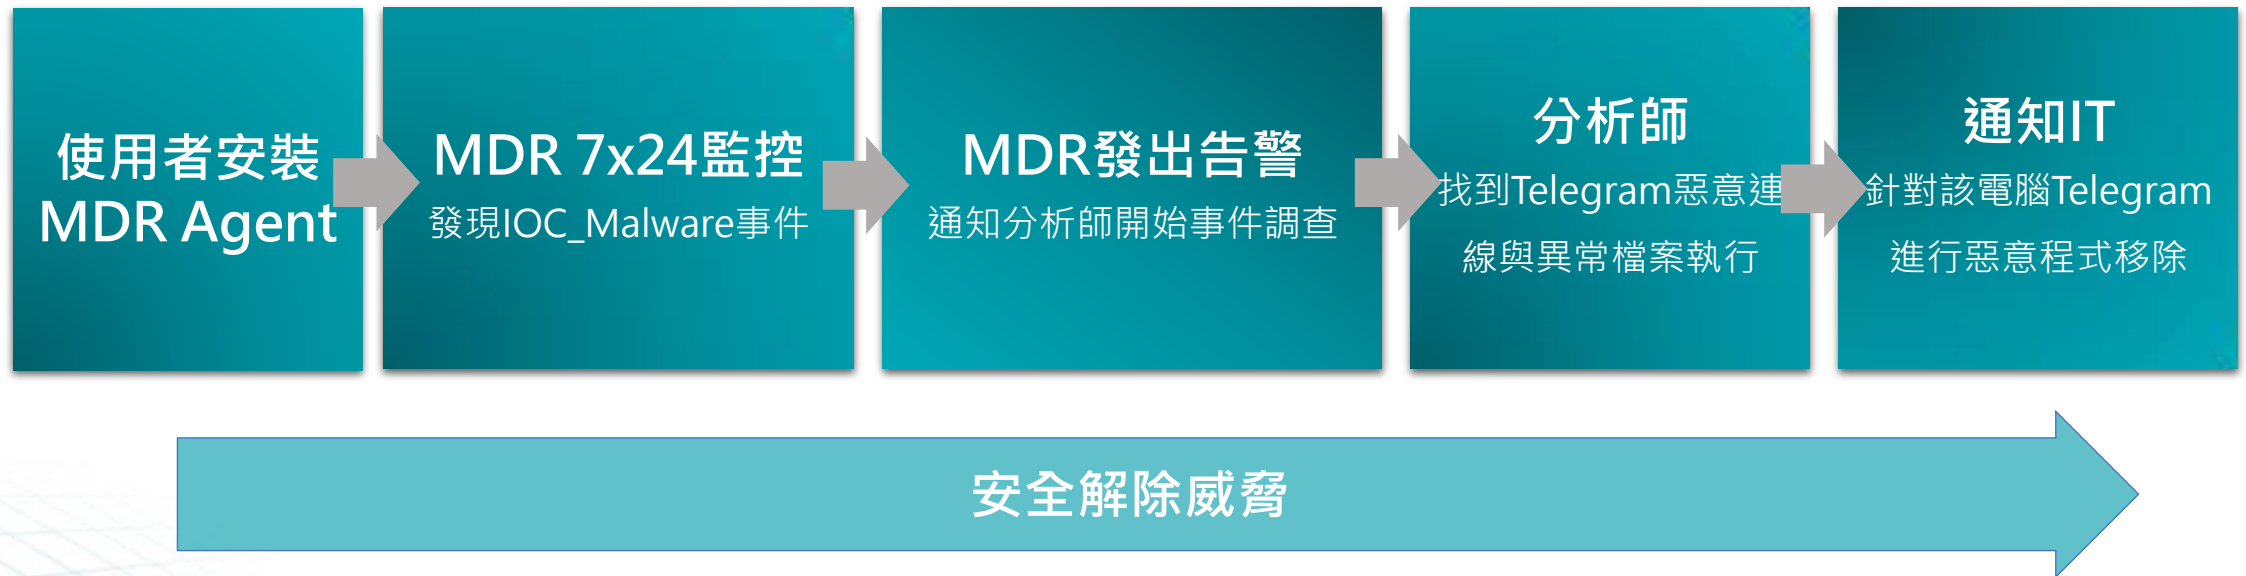 使用者安裝
MDR Agent
MDR 7x24監控
發現IOC_Malware事件
MDR發出告警
通知分析師開始事件調查
分析師
找到Telegram惡意連
線與異常檔案執行
通知IT
針對該電腦Telegram
進行惡意程式移除
安全解除威脅